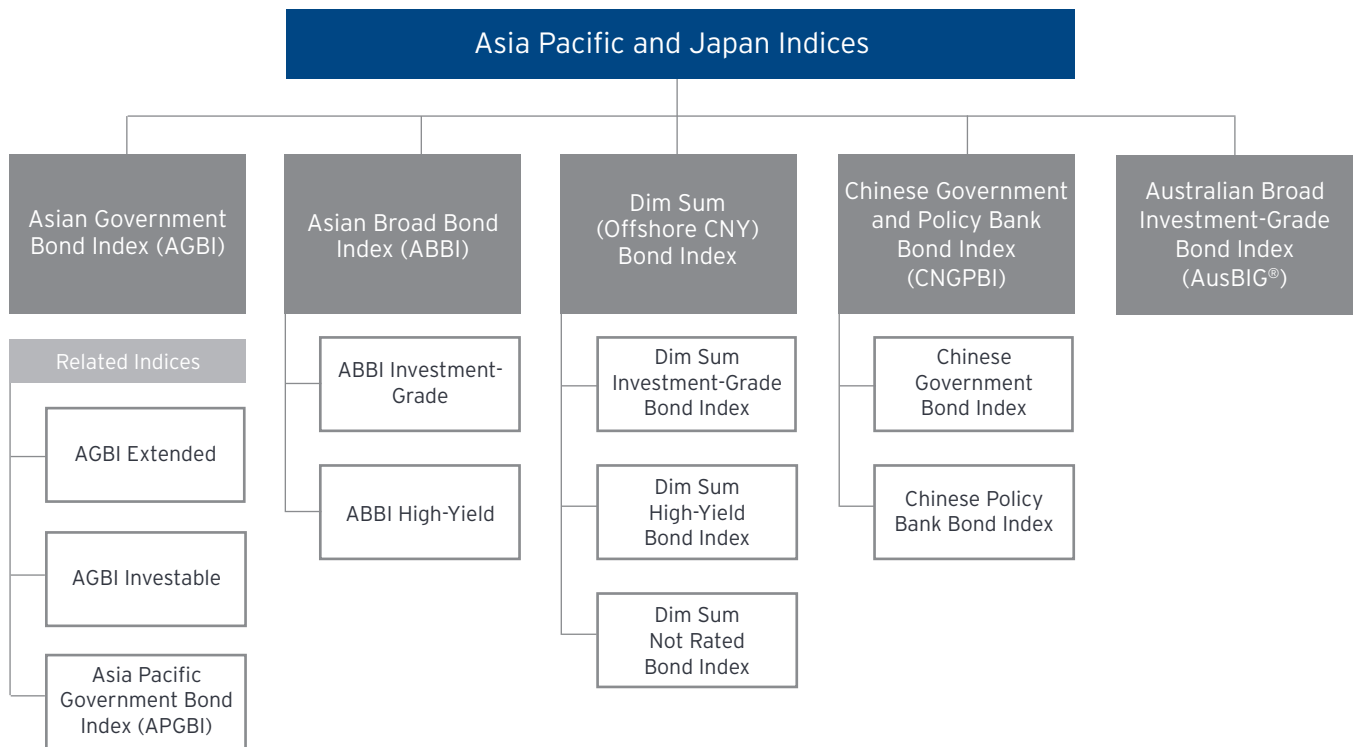 Asia Pacific and Japan Indices
Asian Government
Bond Index (AGBI)
Related Indices
AGBI Extended
AGBI Investable
Asia Pacific
Government Bond
Index (APGBI)
Asian Broad Bond
Index (ABBI)
ABBI Investment-
Grade
ABBI High-Yield
Dim Sum
(Offshore CNY)
Bond Index
Dim Sum
Investment-Grade
Bond Index
Dim Sum
High-Yield
Bond Index
Dim Sum
Not Rated
Bond Index
Chinese Government
and Policy Bank
Bond Index
(CNGPBI)
Chinese
Government
Bond Index
Chinese Policy
Bank Bond Index
Australian Broad
Investment-Grade
Bond Index
(AusBIG®)